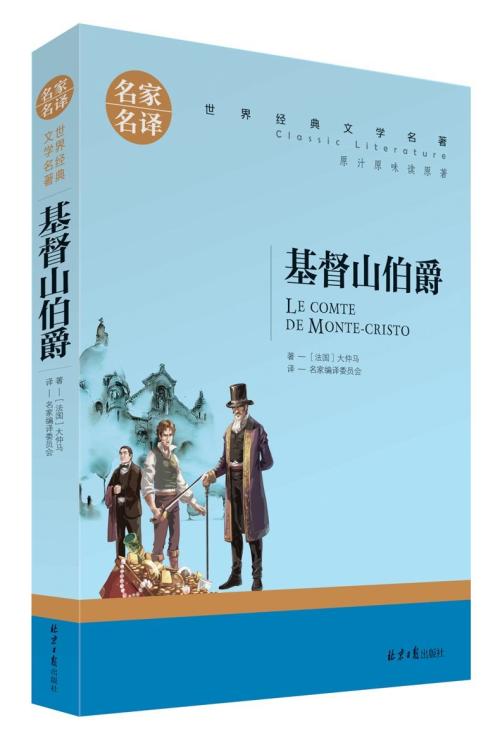 名家
名译
世界经典
文学名著
基督山伯爵
著—[法国]大仲马
译—名家编译委员会
北京日报出版社
名家
名译
世界经典文学名著
Classic Literature
原汁原味读原著
基督山伯爵
LE COMTE
DE MONTE-CRISTO
著—[法国]大仲马
译—名家编译委员会
北京日报出版社